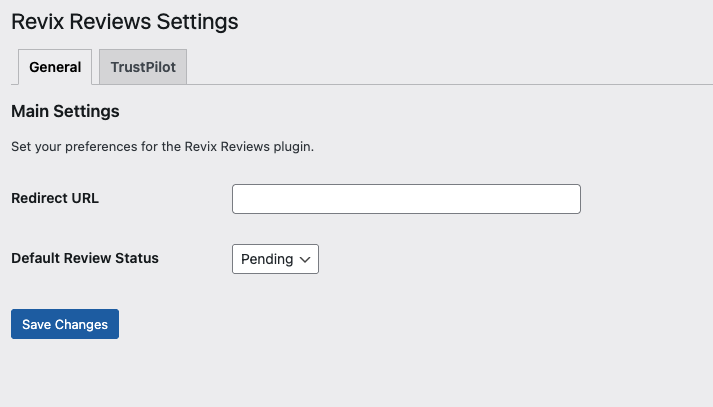 Revix Reviews Settings
General TrustPilot
Main Settings
Set your preferences for the Revix Reviews plugin.
Redirect URL
Default Review Status Pending
Save Changes